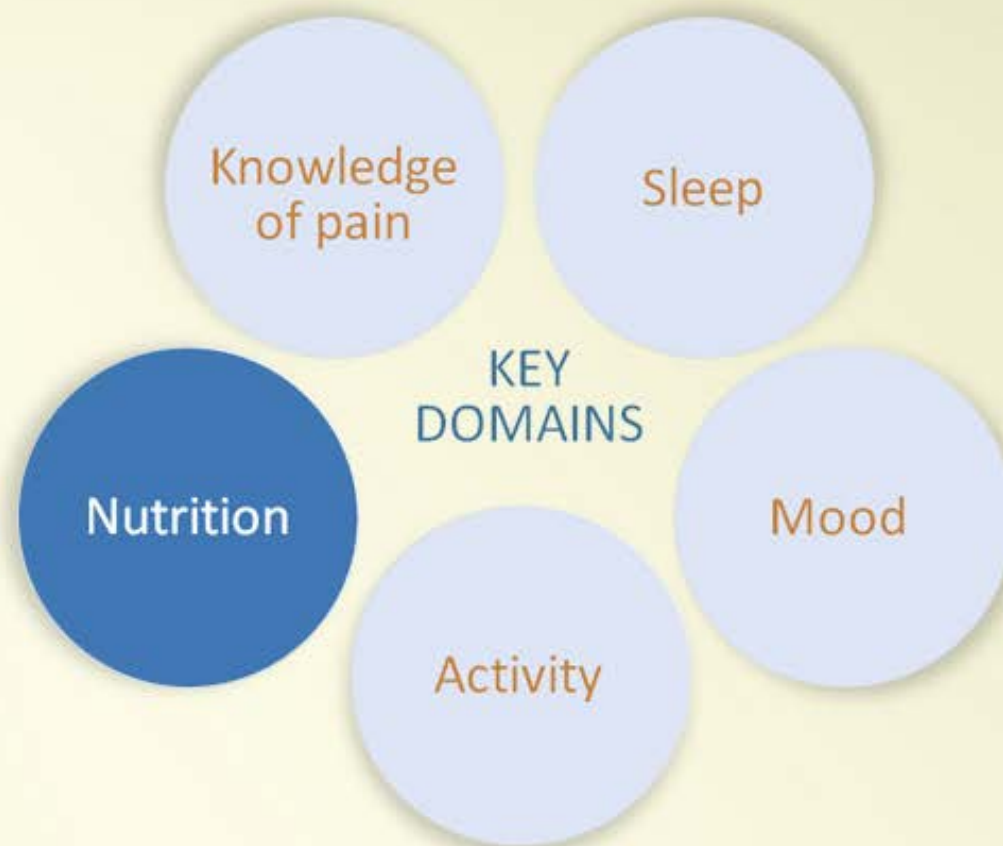 Knowledge
of pain
Sleep
KEY
DOMAINS
Nutrition
Mood
Activity